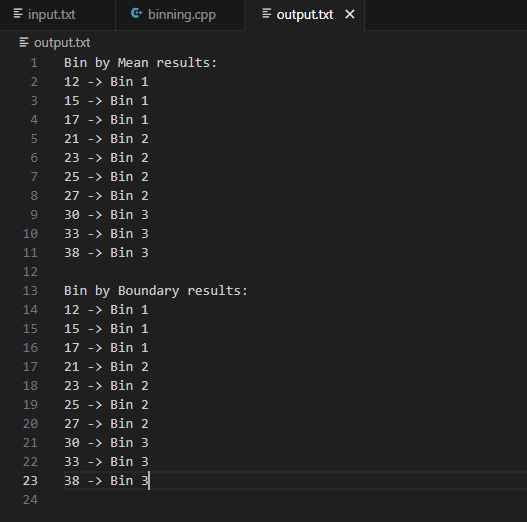 input.txt
binning.cpp
output.txt
output.txt
1 Bin by Mean results:
2 12 -> Bin 1
3 15 -> Bin 1
4 17 -> Bin 1
5 21 -> Bin 2
6 23 -> Bin 2
7 25 -> Bin 2
8 27 -> Bin 2
9 30 -> Bin 3
10 33 -> Bin 3
11 38 -> Bin 3
12
13 Bin by Boundary results:
14 12 -> Bin 1
15 15 -> Bin 1
16 17 -> Bin 1
17 21 -> Bin 2
18 23 -> Bin 2
19 25 -> Bin 2
20 27 -> Bin 2
21 30 -> Bin 3
22 33 -> Bin 3
23 38 -> Bin 3
24